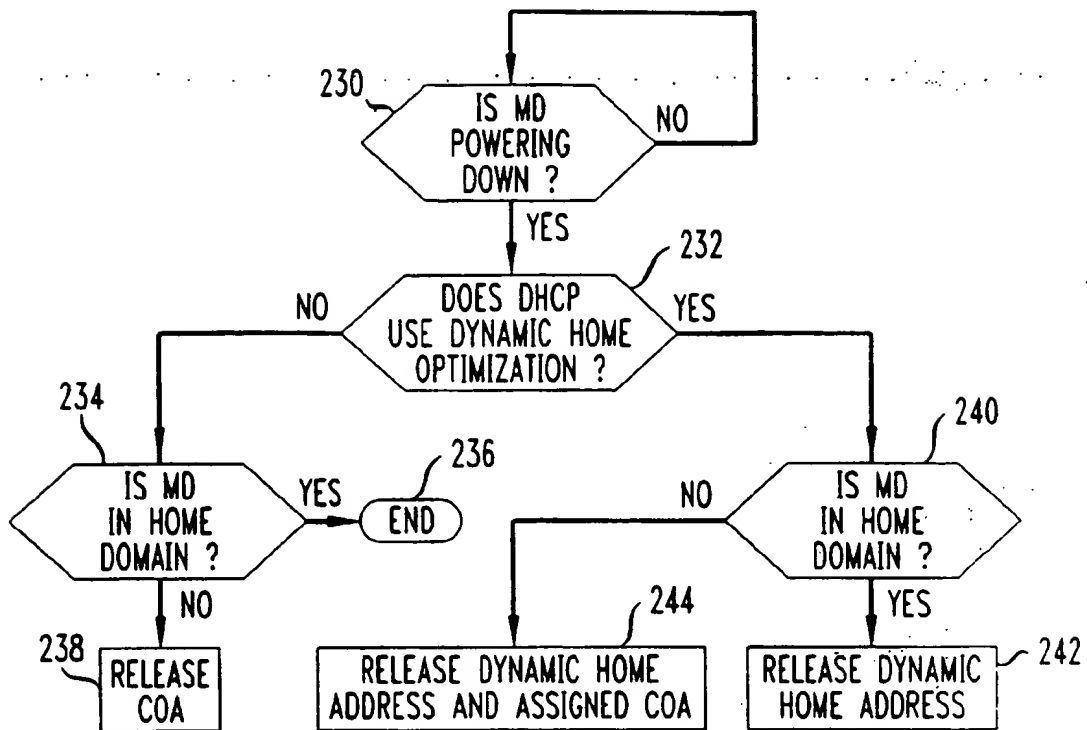 230
IS MD
POWERING
DOWN ?
NO
YES
232
DOES DHCP
USE DYNAMIC HOME
OPTIMIZATION ?
NO
YES
234
IS MD
IN HOME
DOMAIN ?
YES
236
END
NO
238
RELEASE
COA
240
IS MD
IN HOME
DOMAIN ?
NO
YES
244
RELEASE DYNAMIC HOME
ADDRESS AND ASSIGNED COA
242
RELEASE DYNAMIC
HOME ADDRESS